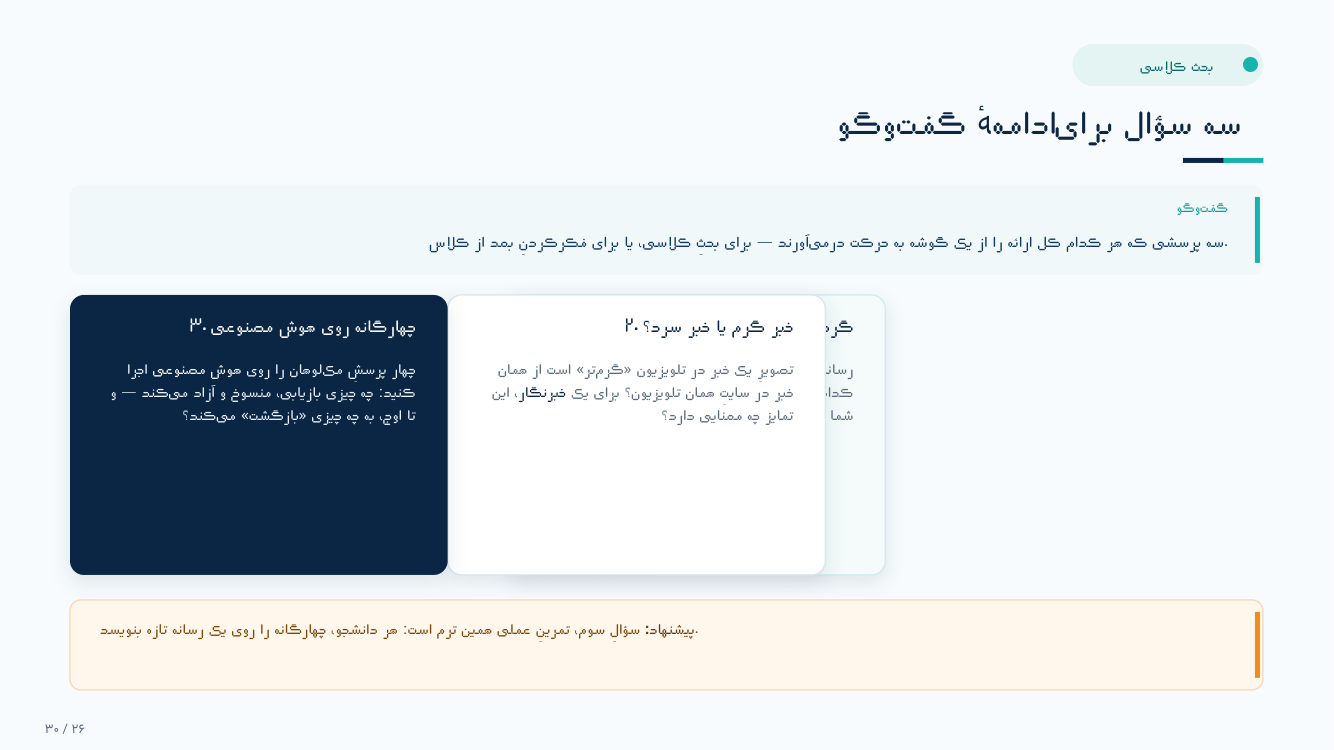 بحث کلاسی
سه سؤال برای‌ادامهٔ گفت‌وگو
گفت‌وگو
سه پرسشی که هر کدام کل ارائه را از یک گوشه به حرکت درمی‌آورند — برای بحثِ کلاسی، یا برای فکرکردنِ بعد از کلاس.
گرم
رسانه
کدام
شما
۲. خبر گرم یا خبر سرد؟
تصویرِ یک خبر در تلویزیون «گرم‌تر» است از همان
خبر در سایتِ همان تلویزیون؟ برای یک خبرنگار، این
تمایز چه معنایی دارد؟
۳. چهارگانه روی هوش مصنوعی
چهار پرسشِ مک‌لوهان را روی هوش مصنوعی اجرا
کنید: چه چیزی بازیابی، منسوخ و آزاد می‌کند — و
تا اوج، به چه چیزی «بازگشت» می‌کند؟
پیشنهاد: سؤالِ سوم، تمرینِ عملی همین ترم است: هر دانشجو، چهارگانه را روی یک رسانه تازه بنویسد.
۳۰ / ۲۶